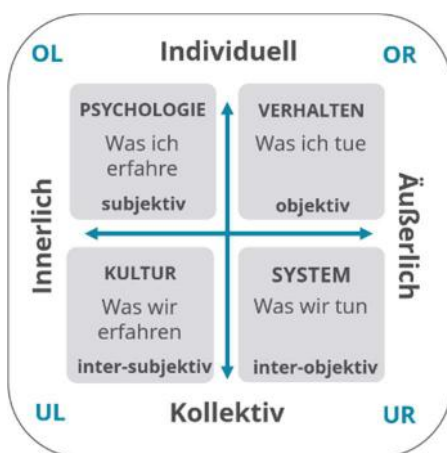 OL
Individuell
OR
PSYCHOLOGIE
Was ich
erfahre
subjektiv
VERHALTEN
Was ich tue
objektiv
Innerlich
Äußerlich
KULTUR
Was wir
erfahren
inter-subjektiv
SYSTEM
Was wir tun
inter-objektiv
UL
Kollektiv
UR